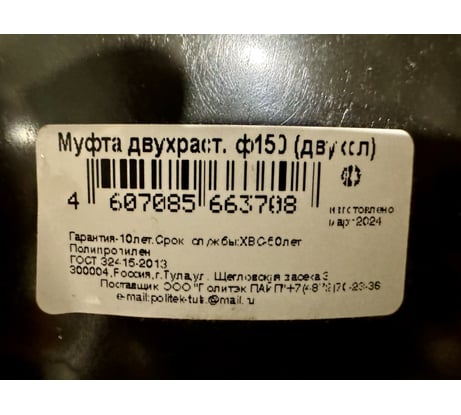 Муфта двухраст. ф150 (двухсл)
4 607085 663708
изготовлено
март 2024
Гарантия-10лет.Срок службы:ХВС-50лет
Полипропилен
ГОСТ 32415-2013
300004,Россия,г.Тула,ул. Щегловская засека 3
Поставщик ООО "Политэк ПАЙП"
e-mail:politek-tula@mail.ru